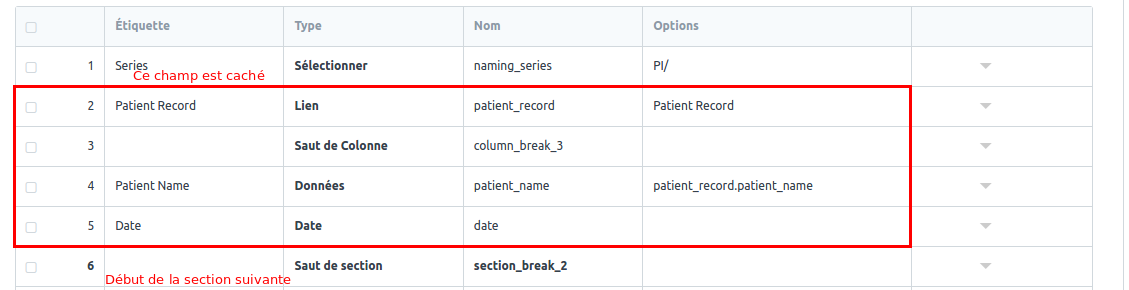 Étiquette Type Nom Options
1 Series Sélectionner naming_series PI/
Ce champ est caché
2 Patient Record Lien patient_record Patient Record
3 Saut de Colonne column_break_3
4 Patient Name Données patient_name patient_record.patient_name
5 Date Date date
6 Saut de section section_break_2
Début de la section suivante